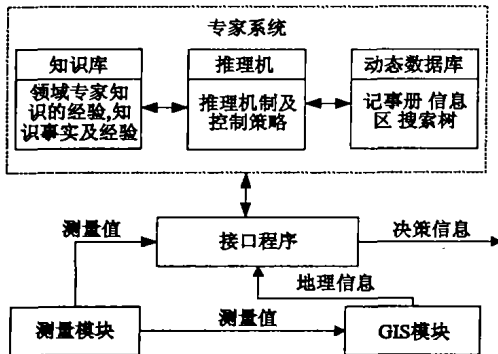 专家系统
知识库
领域专家知
识的经验,知
识事实及经验
推理机
推理机制及
控制策略
动态数据库
记事册 信息
区 搜索树
测量值
接口程序
决策信息
地理信息
测量模块
测量值
GIS模块